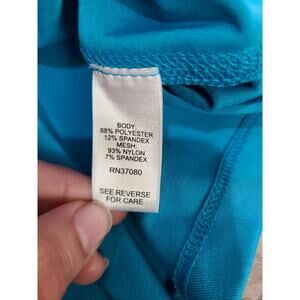 BODY:
88% POLYESTER
12% SPANDEX
MESH:
93% NYLON
7% SPANDEX
RN37080
SEE REVERSE
FOR CARE